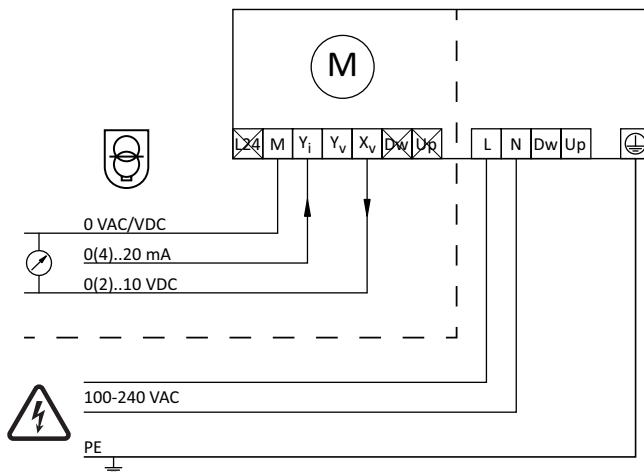 M
L24 M Yi Yv Xv Dw Up L N Dw Up
0 VAC/VDC
0(4)..20 mA
0(2)..10 VDC
100-240 VAC
PE